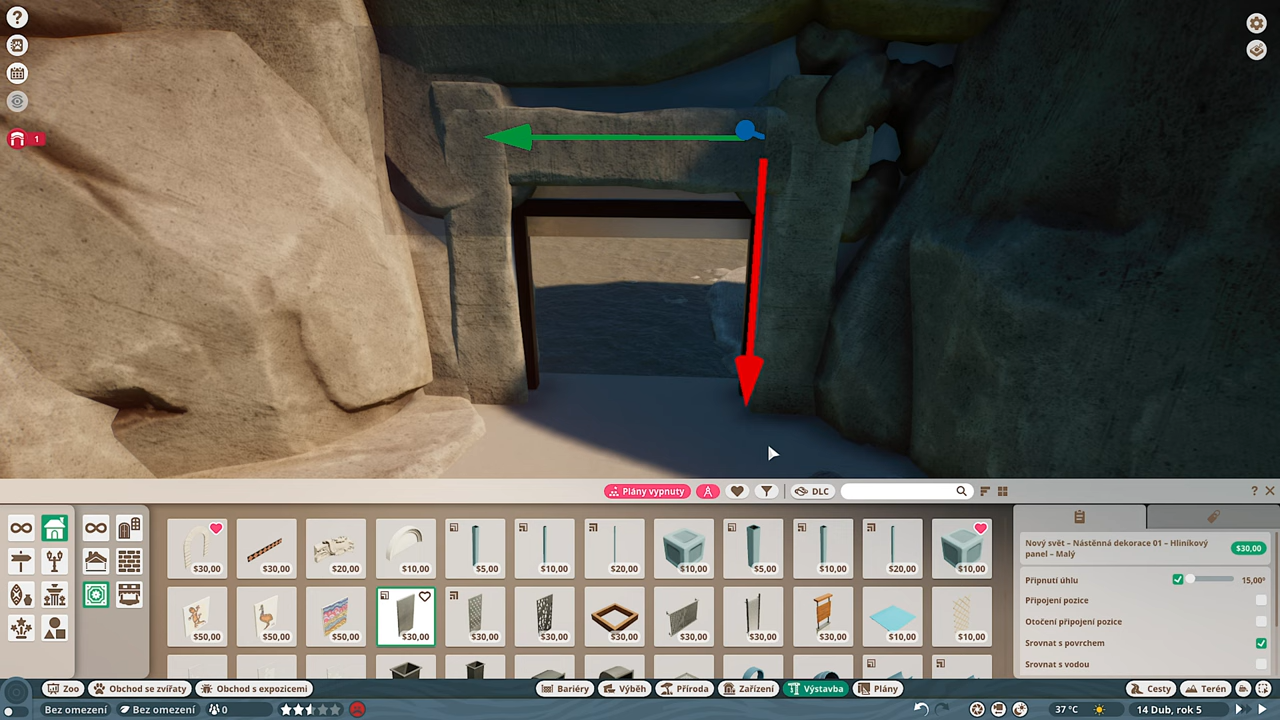 ?
1
Plány vypnuty
DLC
?
$30,00 $30,00 $20,00 $10,00 $5,00 $10,00 $20,00 $10,00 $5,00 $10,00 $20,00 $10,00
$50,00 $50,00 $50,00 $30,00 $30,00 $30,00 $30,00 $30,00 $30,00 $30,00 $10,00 $10,00
Nový svět – Nástěnná dekorace 01 – Hliníkový
panel – Malý
$30,00
Připnutí úhlu 15,00°
Připojení pozice
Otočení připojení pozice
Srovnat s povrchem
Srovnat s vodou
Zoo Obchod se zvířaty Obchod s expozicemi Bariéry Výběh Příroda Zařízení Výstavba Plány Cesty Terén
Bez omezení Bez omezení 0 37 °C 14 Dub, rok 5